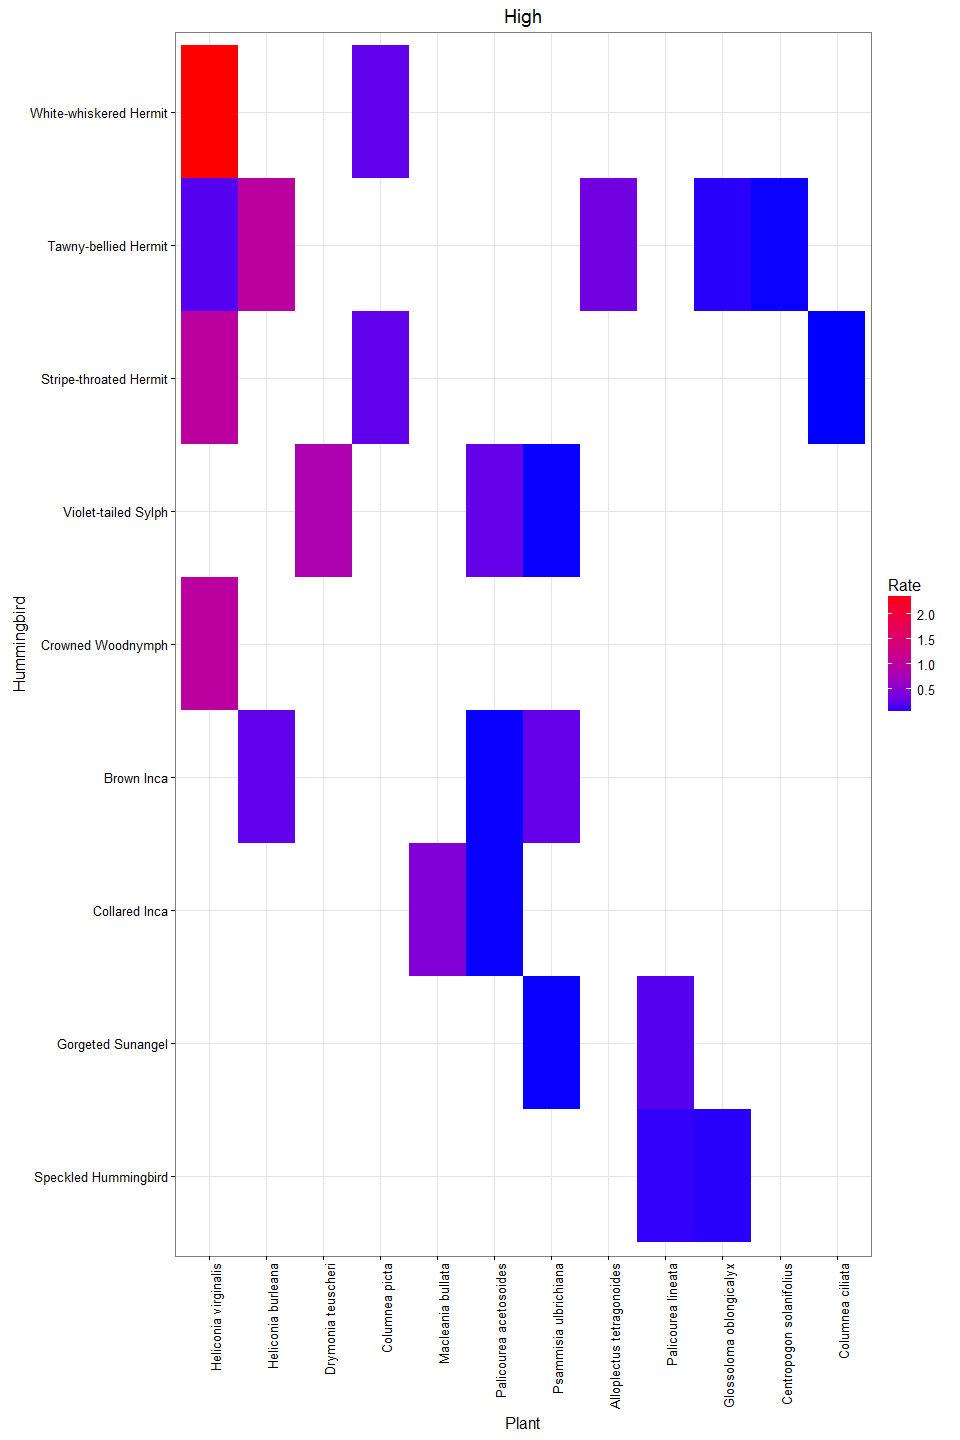 High
White-whiskered Hermit
Tawny-bellied Hermit
Stripe-throated Hermit
Violet-tailed Sylph
Crowned Woodnymph
Brown Inca
Collared Inca
Gorgeted Sunangel
Speckled Hummingbird
Hummingbird
Heliconia virginalis
Heliconia burleana
Drymonia teuscheri
Columnea picta
Macleania bullata
Palicourea acetosoides
Psammisia ulbrichiana
Alloplectus tetragonoides
Palicourea lineata
Glossoloma oblongicalyx
Centropogon solanifolius
Columnea ciliata
Plant
Rate
2.0
1.5
1.0
0.5